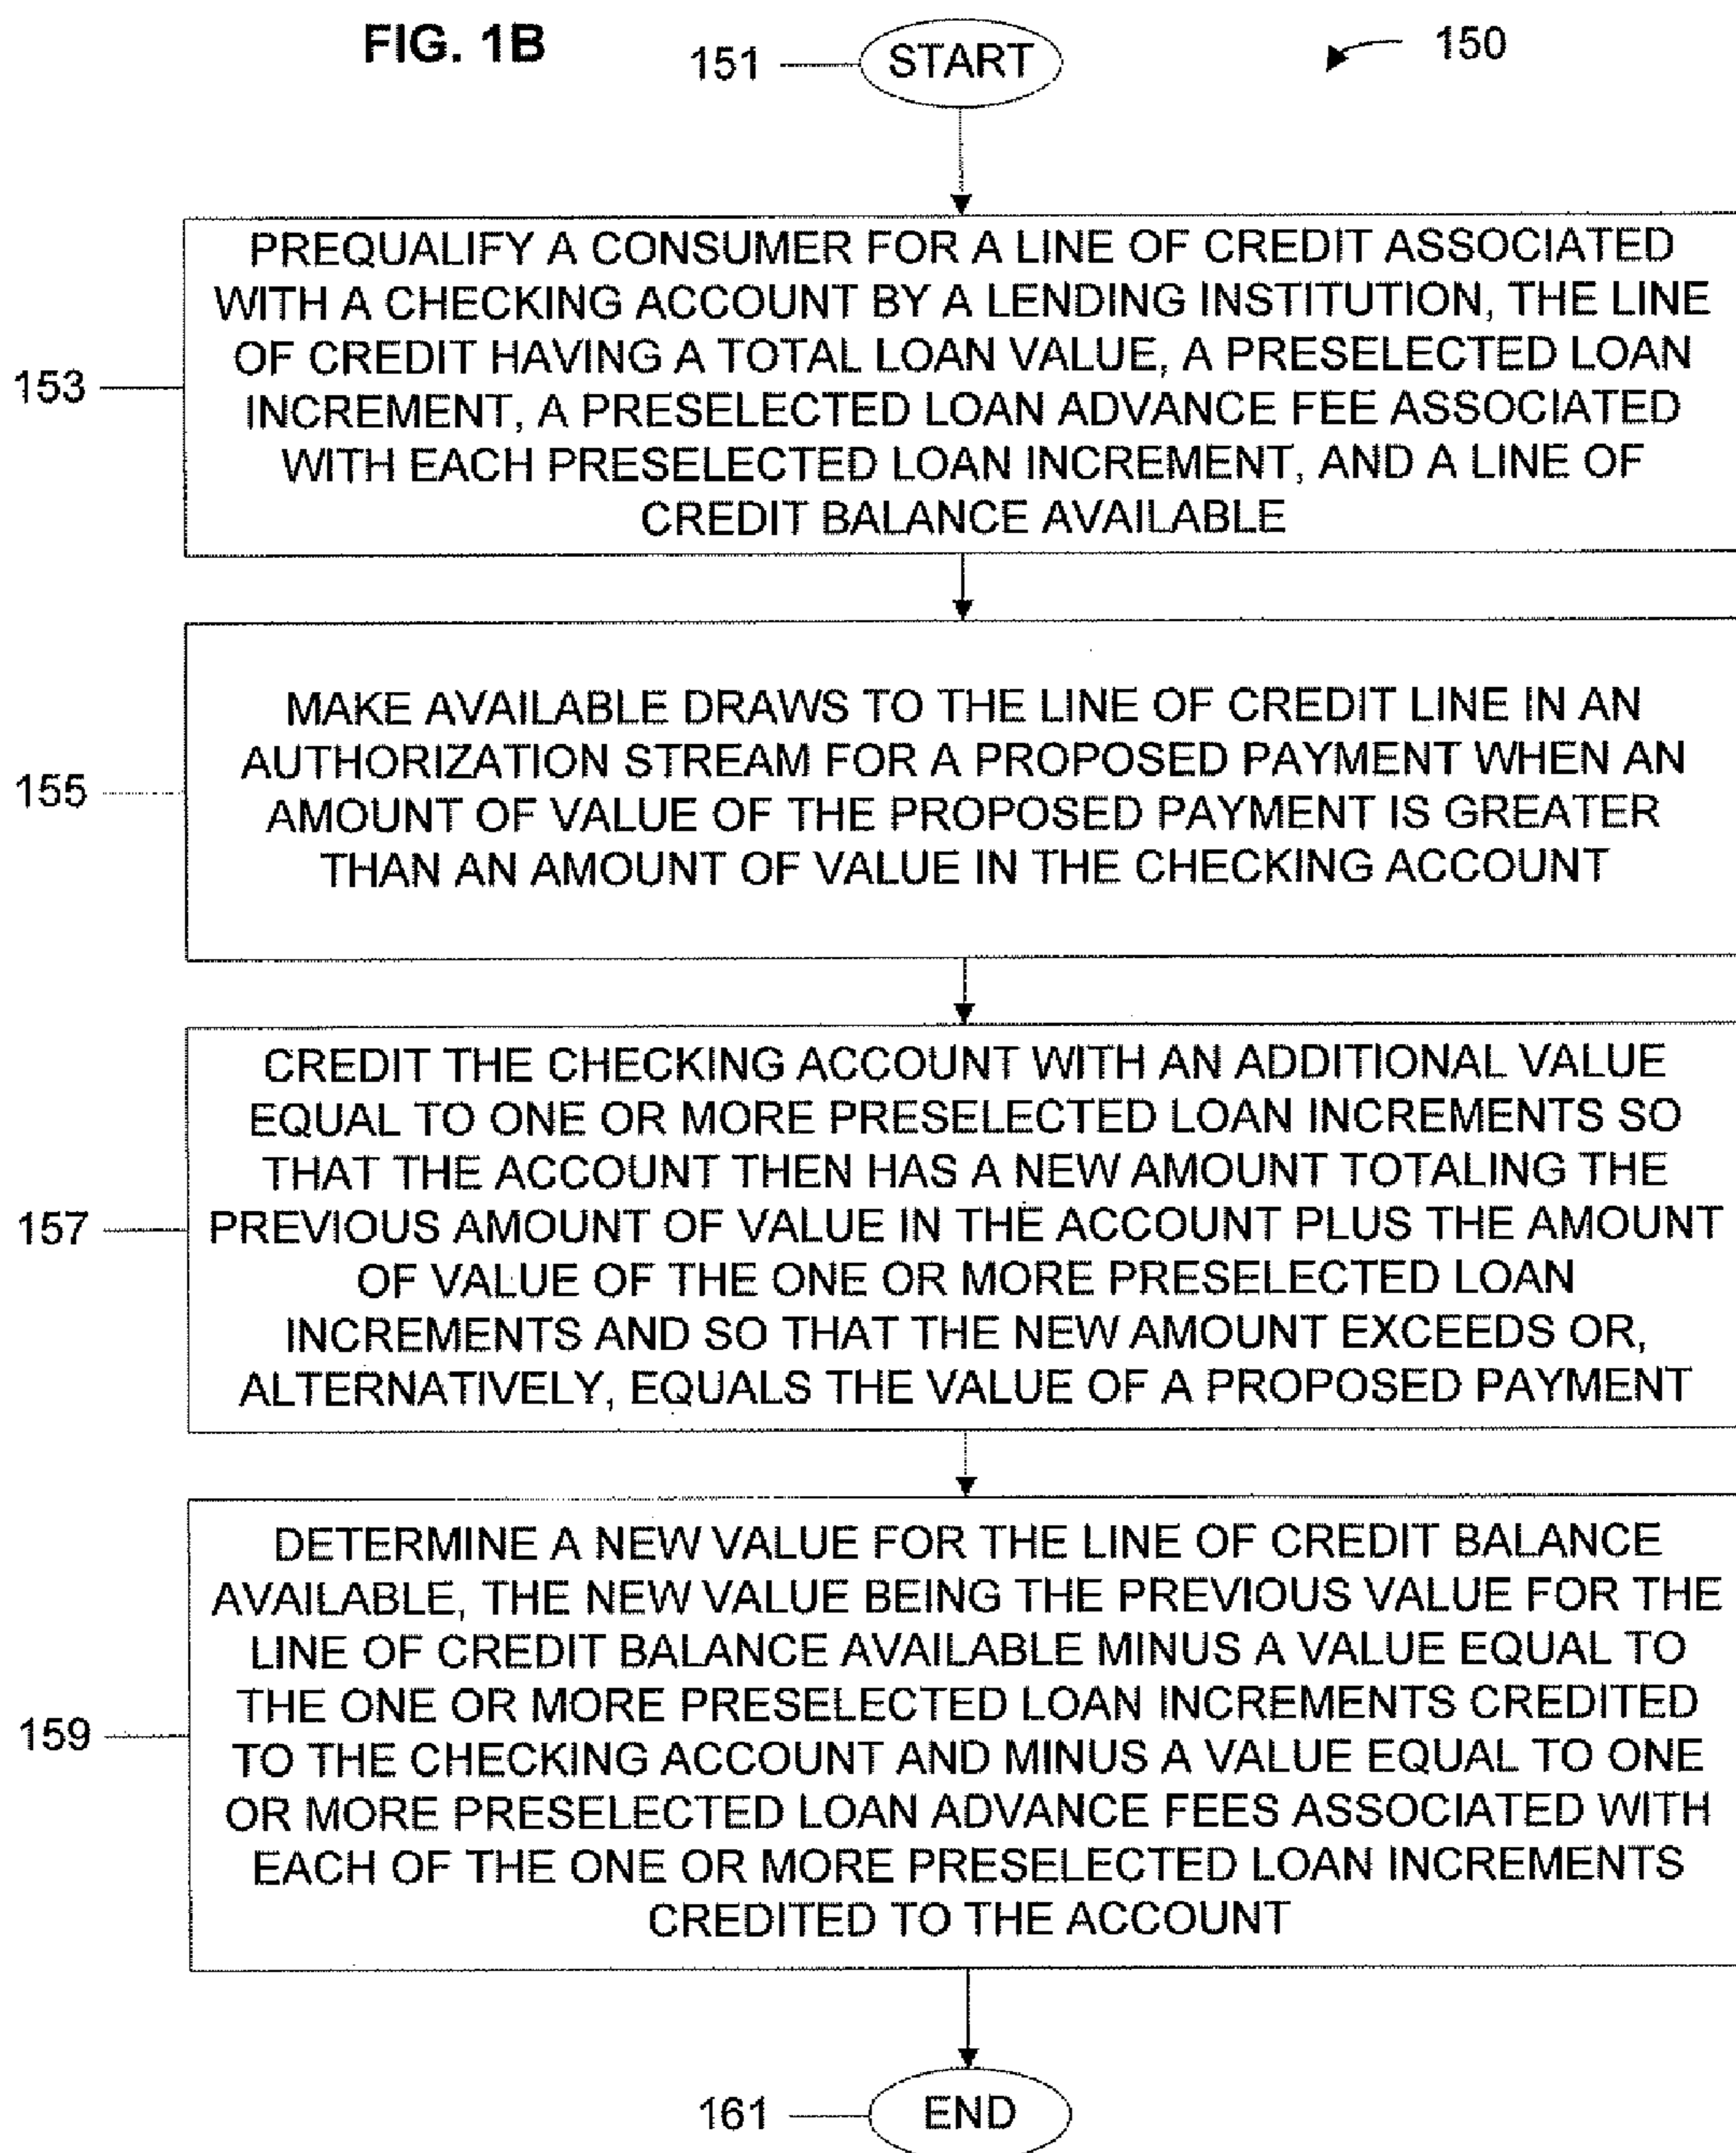 FIG. 1B
151
START
150
153
PREQUALIFY A CONSUMER FOR A LINE OF CREDIT ASSOCIATED
WITH A CHECKING ACCOUNT BY A LENDING INSTITUTION, THE LINE
OF CREDIT HAVING A TOTAL LOAN VALUE, A PRESELECTED LOAN
INCREMENT, A PRESELECTED LOAN ADVANCE FEE ASSOCIATED
WITH EACH PRESELECTED LOAN INCREMENT, AND A LINE OF
CREDIT BALANCE AVAILABLE
155
MAKE AVAILABLE DRAWS TO THE LINE OF CREDIT LINE IN AN
AUTHORIZATION STREAM FOR A PROPOSED PAYMENT WHEN AN
AMOUNT OF VALUE OF THE PROPOSED PAYMENT IS GREATER
THAN AN AMOUNT OF VALUE IN THE CHECKING ACCOUNT
157
CREDIT THE CHECKING ACCOUNT WITH AN ADDITIONAL VALUE
EQUAL TO ONE OR MORE PRESELECTED LOAN INCREMENTS SO
THAT THE ACCOUNT THEN HAS A NEW AMOUNT TOTALING THE
PREVIOUS AMOUNT OF VALUE IN THE ACCOUNT PLUS THE AMOUNT
OF VALUE OF THE ONE OR MORE PRESELECTED LOAN
INCREMENTS AND SO THAT THE NEW AMOUNT EXCEEDS OR,
ALTERNATIVELY, EQUALS THE VALUE OF A PROPOSED PAYMENT
159
DETERMINE A NEW VALUE FOR THE LINE OF CREDIT BALANCE
AVAILABLE, THE NEW VALUE BEING THE PREVIOUS VALUE FOR THE
LINE OF CREDIT BALANCE AVAILABLE MINUS A VALUE EQUAL TO
THE ONE OR MORE PRESELECTED LOAN INCREMENTS CREDITED
TO THE CHECKING ACCOUNT AND MINUS A VALUE EQUAL TO ONE
OR MORE PRESELECTED LOAN ADVANCE FEES ASSOCIATED WITH
EACH OF THE ONE OR MORE PRESELECTED LOAN INCREMENTS
CREDITED TO THE ACCOUNT
161
END